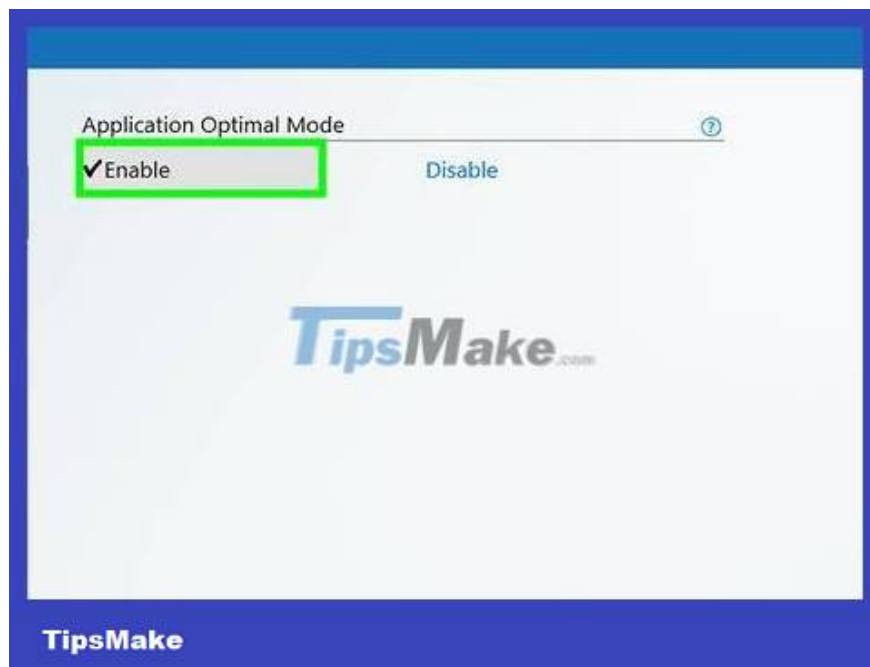 Application Optimal Mode
?
✔Enable
Disable
TipsMake.com
TipsMake